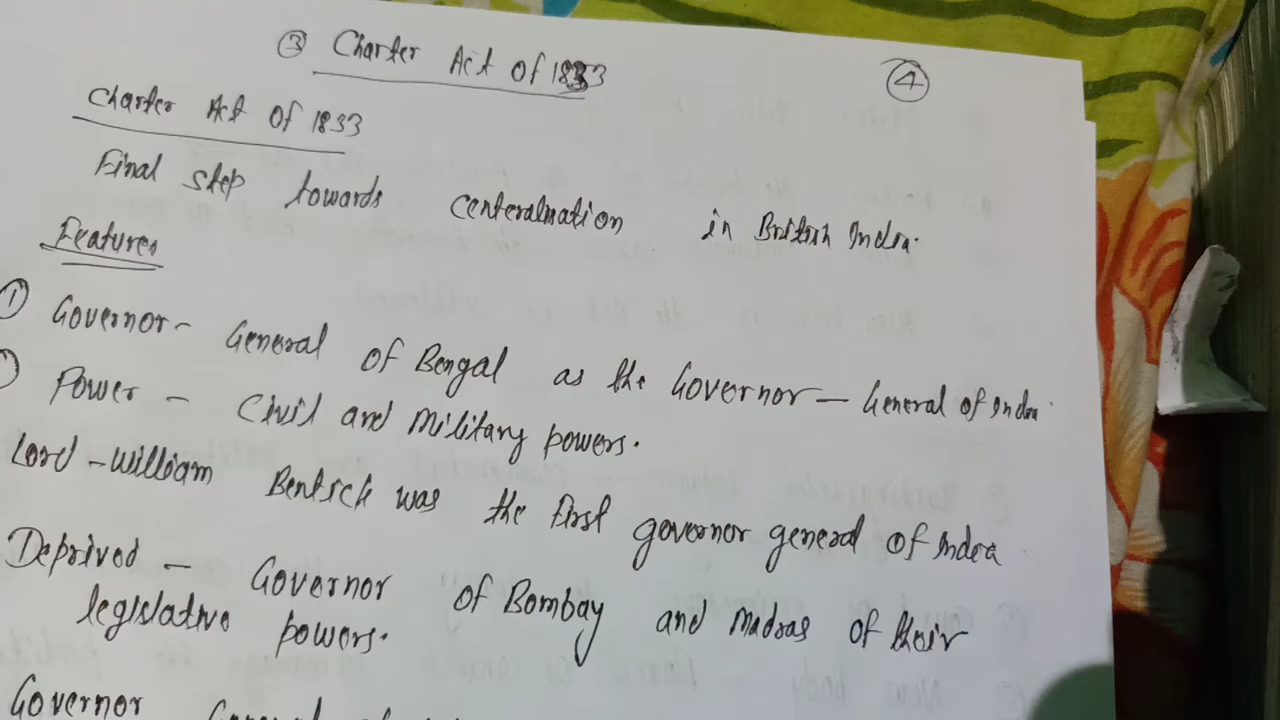 ③ Charter Act of 1833
④
Charter Act Of 1833
Final step towards centeralnation in British India.
Features
① Governor- General of Bengal as the Governor – General of India.
Power – Civil and Military powers.
Lord - William Bentick was the first governor general of India
Deprived – Governor of Bombay and Madras of their
legislative powers.
Governor